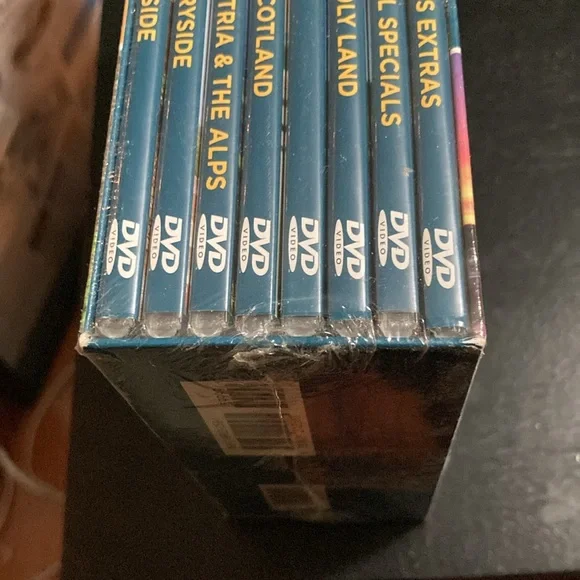 SIDE
RYSIDE
TRIA & THE ALPS
COTLAND
OLY LAND
L SPECIALS
S EXTRAS
DVD
VIDEO
DVD
VIDEO
DVD
VIDEO
DVD
VIDEO
DVD
VIDEO
DVD
VIDEO
DVD
VIDEO
DVD
VIDEO